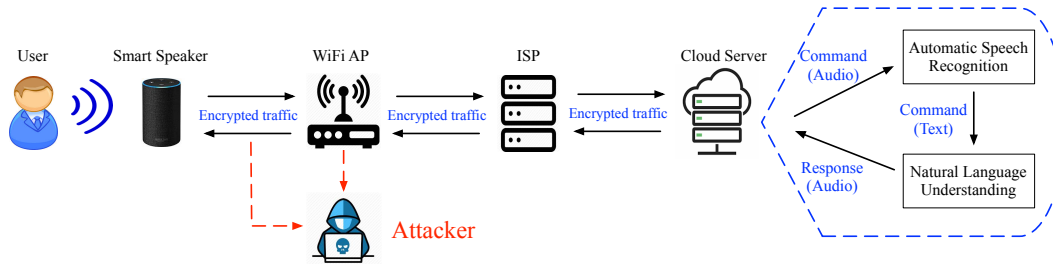 User
Smart Speaker
WiFi AP
ISP
Cloud Server
Encrypted traffic
Encrypted traffic
Encrypted traffic
Attacker
Command
(Audio)
Automatic Speech
Recognition
Command
(Text)
Response
(Audio)
Natural Language
Understanding